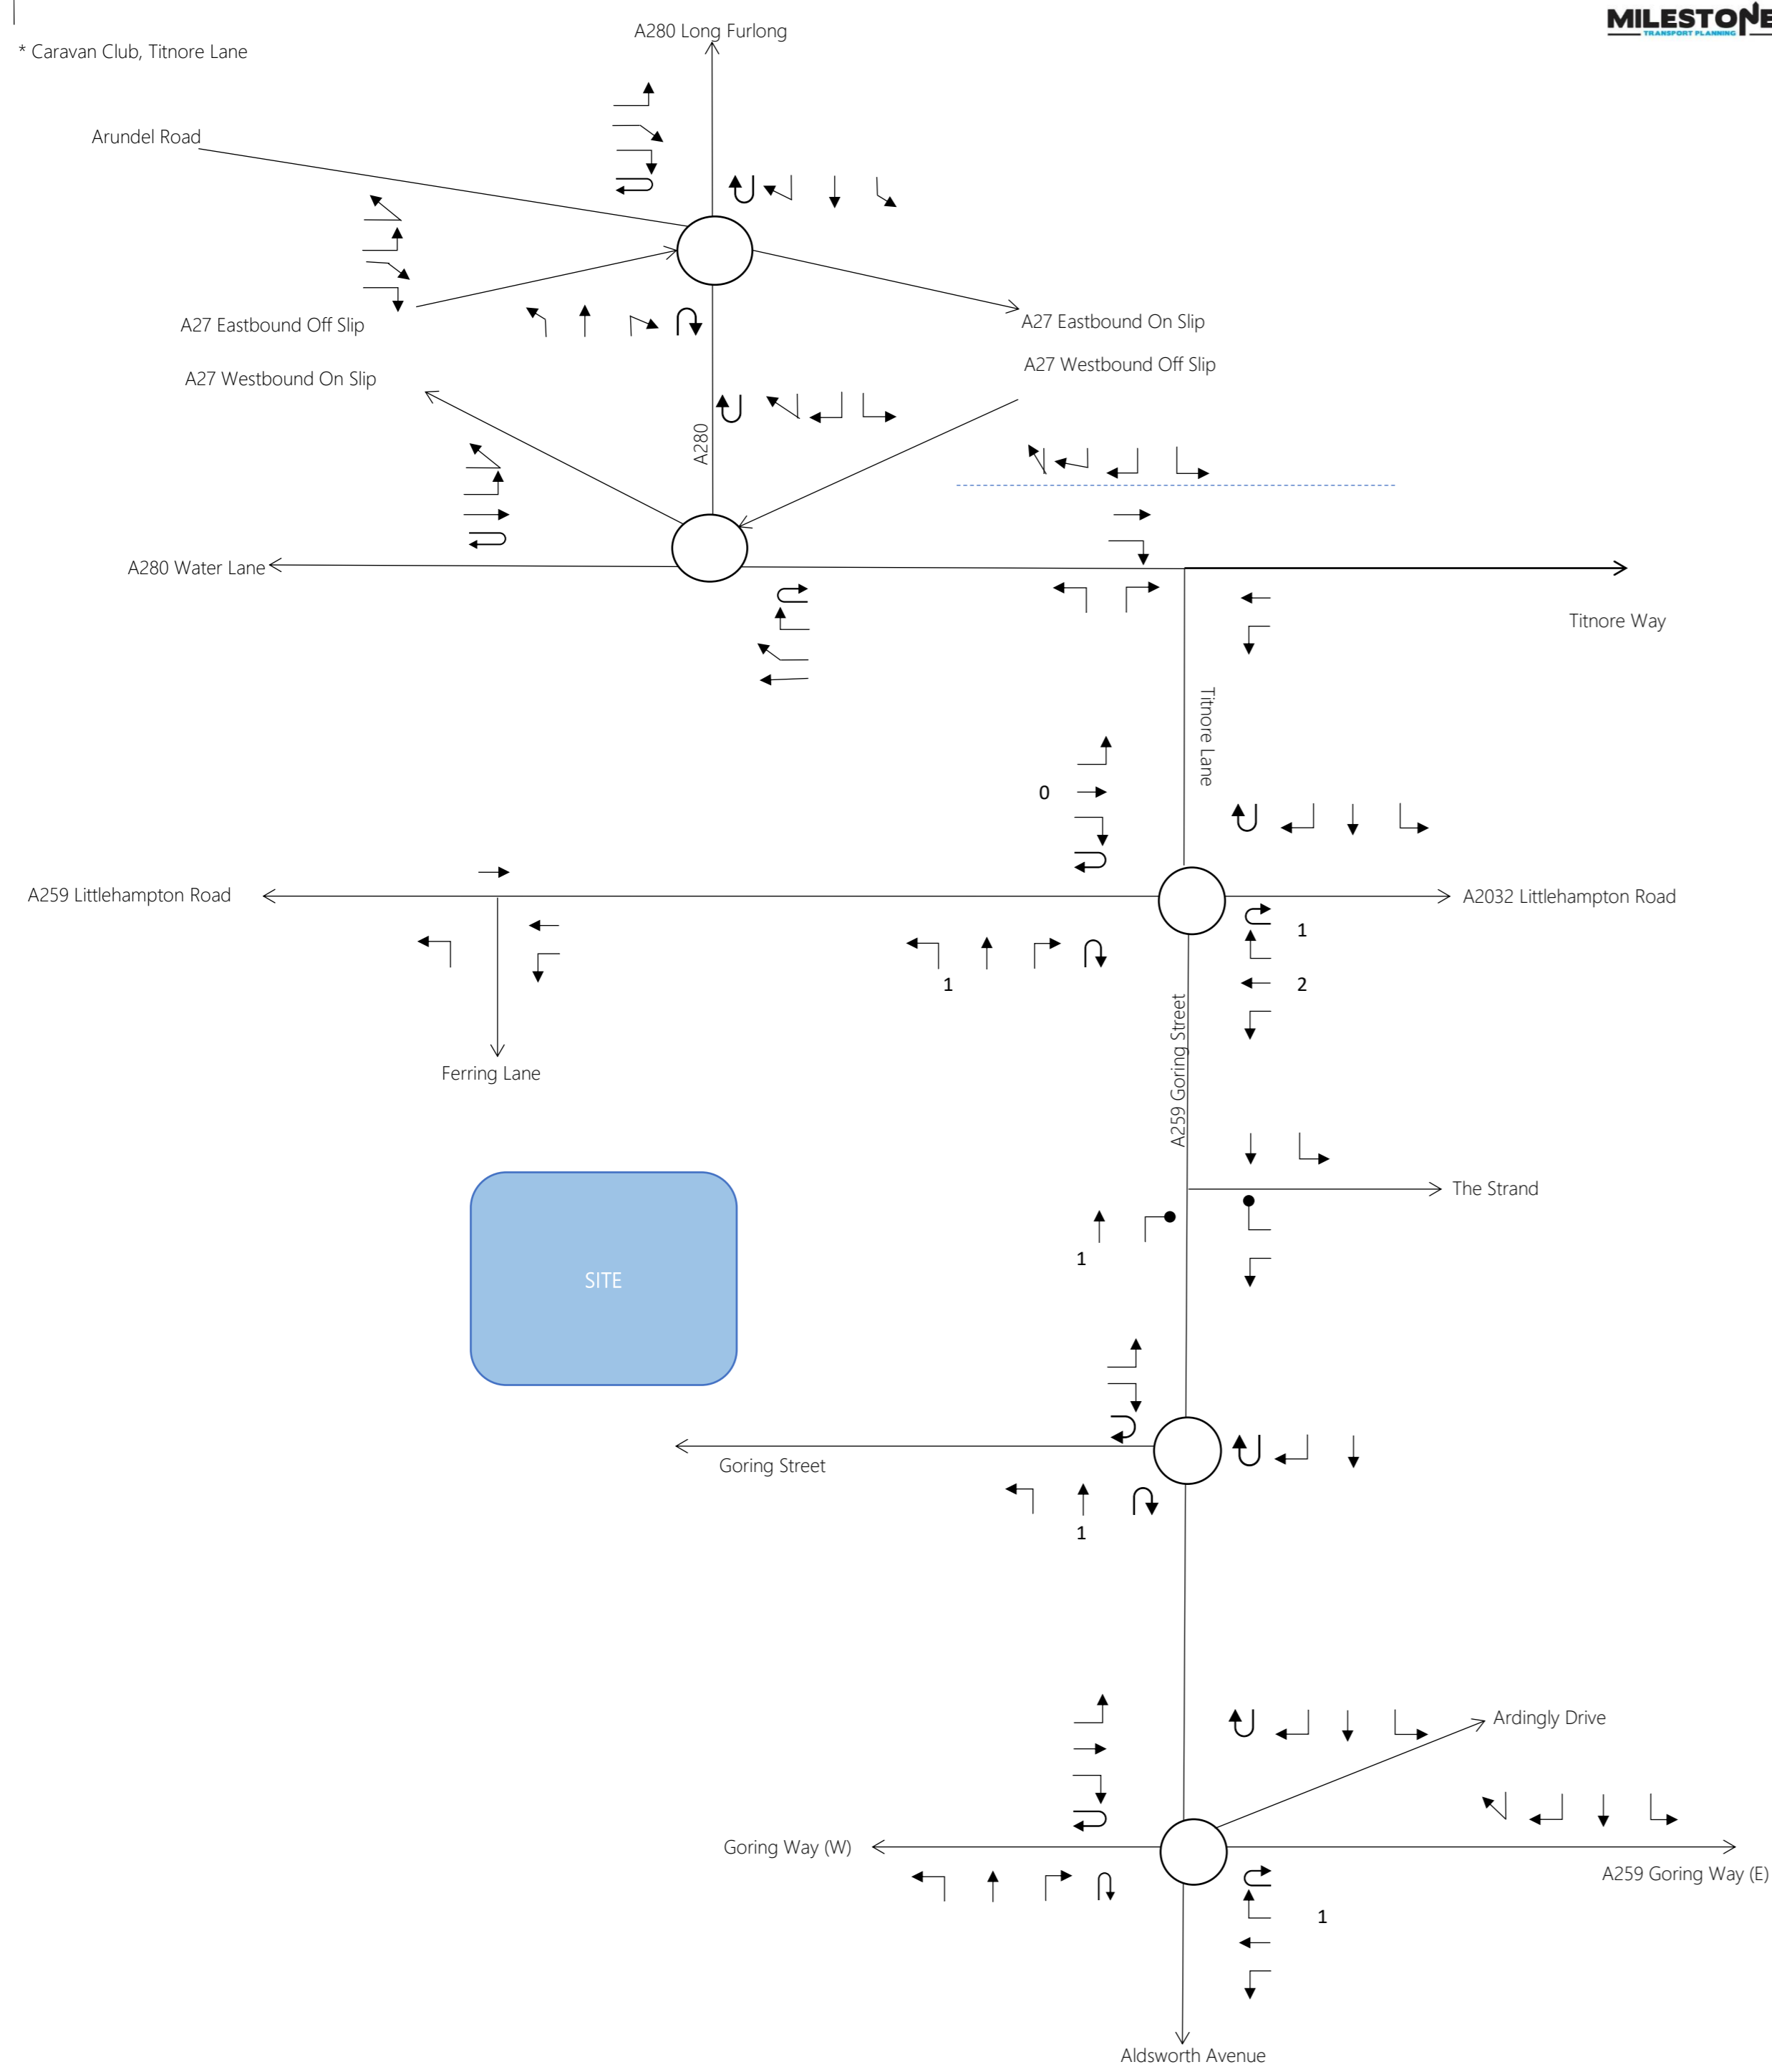 MILESTONE
TRANSPORT PLANNING
* Caravan Club, Titnore Lane
A280 Long Furlong
Arundel Road
A27 Eastbound Off Slip
A27 Eastbound On Slip
A27 Westbound On Slip
A27 Westbound Off Slip
A280
A280 Water Lane
Titnore Way
Titnore Lane
0
A259 Littlehampton Road
A2032 Littlehampton Road
1
1
2
A259 Goring Street
Ferring Lane
The Strand
1
SITE
Goring Street
1
Ardingly Drive
Goring Way (W)
A259 Goring Way (E)
1
Aldsworth Avenue